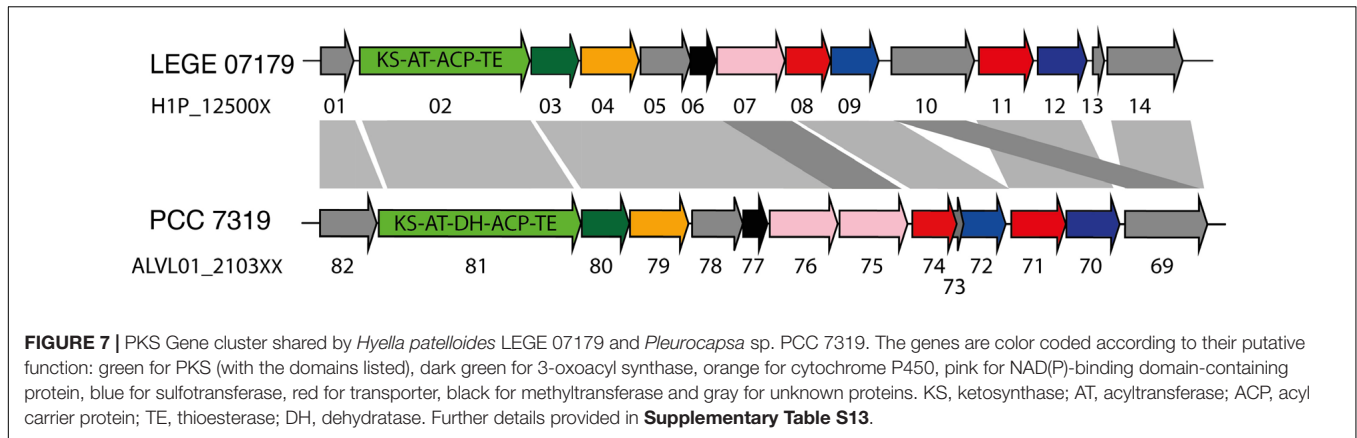 LEGE 07179
KS-AT-ACP-TE
H1P_12500X
01 02 03 04 05 06 07 08 09 10 11 12 13 14
PCC 7319
KS-AT-DH-ACP-TE
ALVL01_2103XX
82 81 80 79 78 77 76 75 74 73 72 71 70 69
FIGURE 7 | PKS Gene cluster shared by Hyella patelloides LEGE 07179 and Pleurocapsa sp. PCC 7319. The genes are color coded according to their putative
function: green for PKS (with the domains listed), dark green for 3-oxoacyl synthase, orange for cytochrome P450, pink for NAD(P)-binding domain-containing
protein, blue for sulfotransferase, red for transporter, black for methyltransferase and gray for unknown proteins. KS, ketosynthase; AT, acyltransferase; ACP, acyl
carrier protein; TE, thioesterase; DH, dehydratase. Further details provided in Supplementary Table S13.